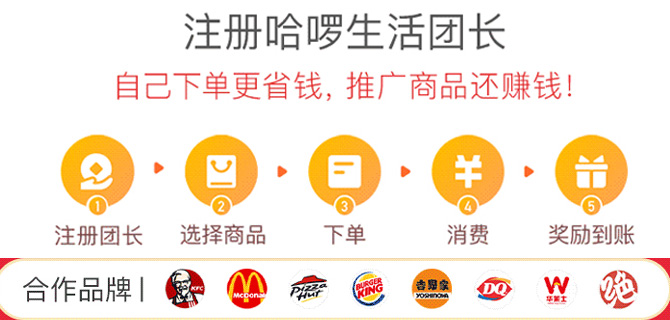 注册哈啰生活团长
自己下单更省钱，推广商品还赚钱！
1 2 3 4 5
注册团长 选择商品 下单 消费 奖励到账
合作品牌 | KFC McDonald's Pizza Hut BURGER KING 吉野家 YOSHINOYA DQ 华莱士 绝